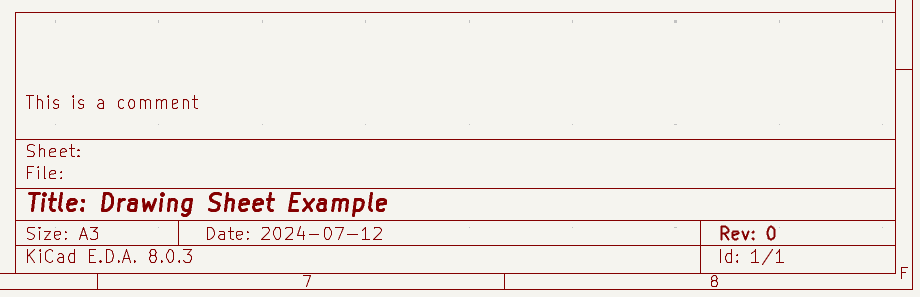 This is a comment
Sheet:
File:
Title: Drawing Sheet Example
Size: A3 Date: 2024-07-12 Rev: 0
KiCad E.D.A. 8.0.3 Id: 1/1
7 8 F